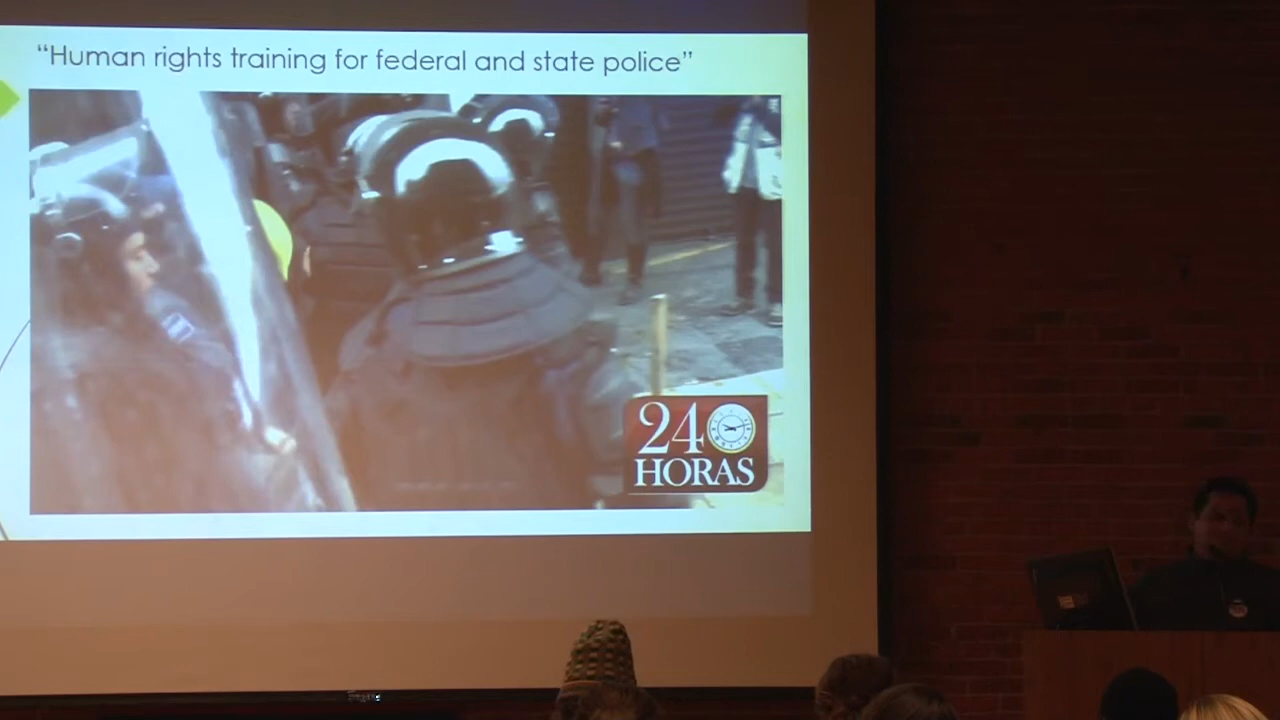 “Human rights training for federal and state police”
24
HORAS